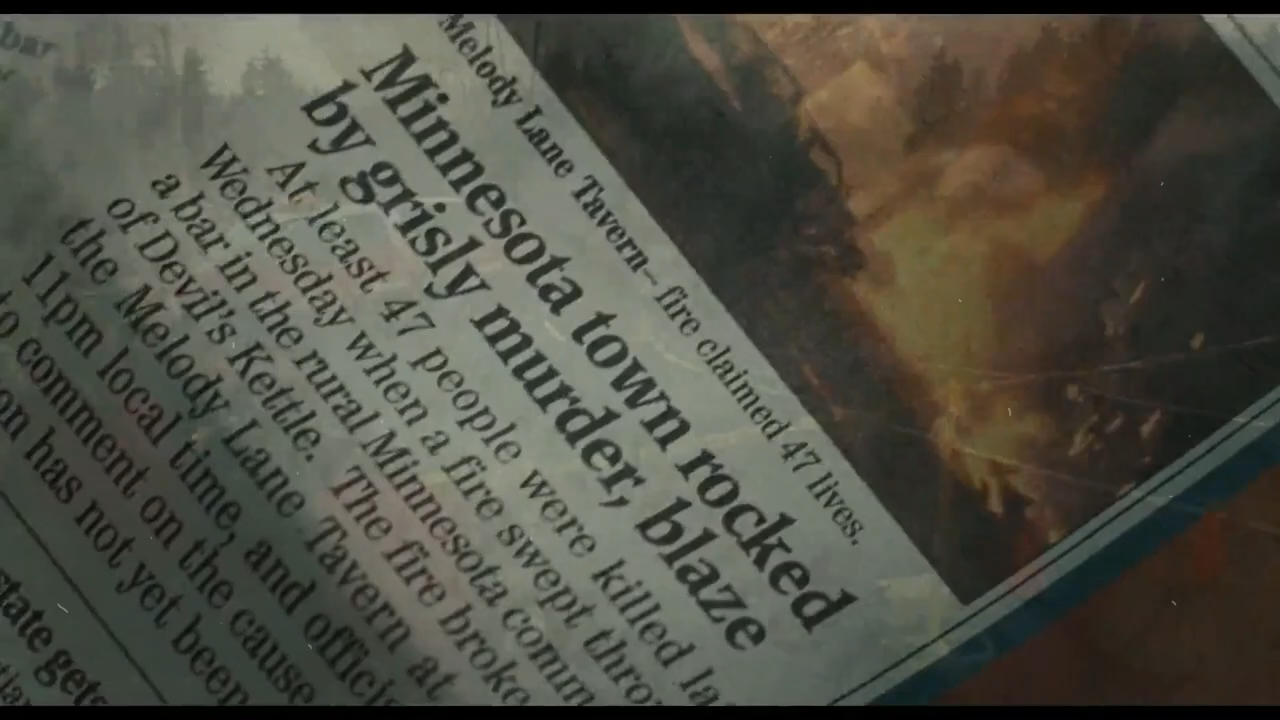 bar
Melody Lane Tavern– fire claimed 47 lives.
Minnesota town rocked
by grisly murder, blaze
At least 47 people were killed la
Wednesday when a fire swept thro
a bar in the rural Minnesota comm
of Devil's Kettle. The fire broke
the Melody Lane Tavern at
11pm local time, and offici
to comment on the cause
on has not yet been
state gets